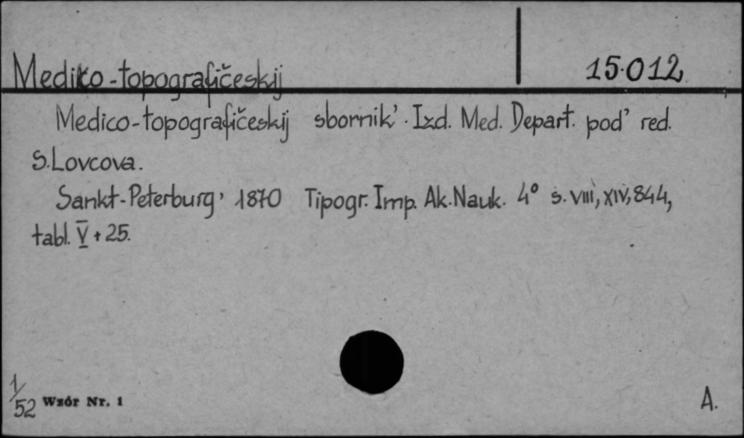 Mediko-topografičeskij 15.012
Medico-topografičeskij sbornik'. Izd. Med. Depart. pod' red.
S. Lovcova.
Sankt-Peterburg' 1870 Tipogr. Imp. Ak. Nauk. 4° s. VIII, XIV, 844,
tabl. V + 25.
1/52 Wzór Nr. 1 A.